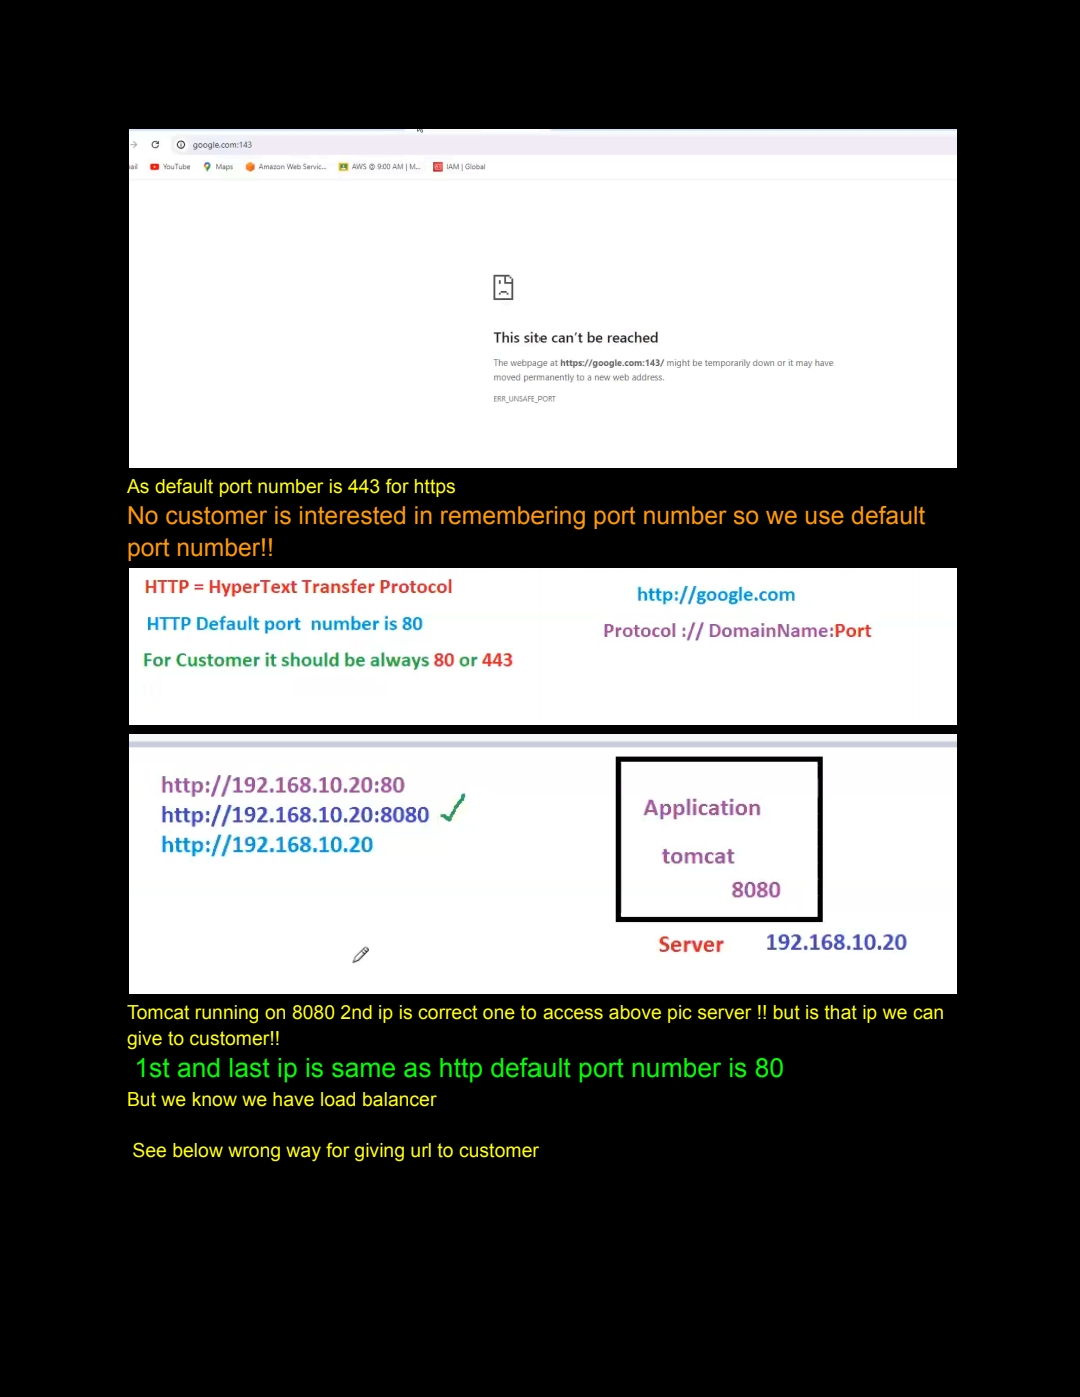 google.com:143
ail YouTube Maps Amazon Web Servic... AWS @ 9:00 AM | M... IAM | Global
This site can't be reached
The webpage at https://google.com:143/ might be temporarily down or it may have
moved permanently to a new web address.
ERR_UNSAFE_PORT
As default port number is 443 for https
No customer is interested in remembering port number so we use default
port number!!
HTTP = HyperText Transfer Protocol
http://google.com
HTTP Default port number is 80
Protocol :// DomainName:Port
For Customer it should be always 80 or 443
http://192.168.10.20:80
http://192.168.10.20:8080
http://192.168.10.20
Application
tomcat
8080
Server 192.168.10.20
Tomcat running on 8080 2nd ip is correct one to access above pic server !! but is that ip we can
give to customer!!
1st and last ip is same as http default port number is 80
But we know we have load balancer
See below wrong way for giving url to customer